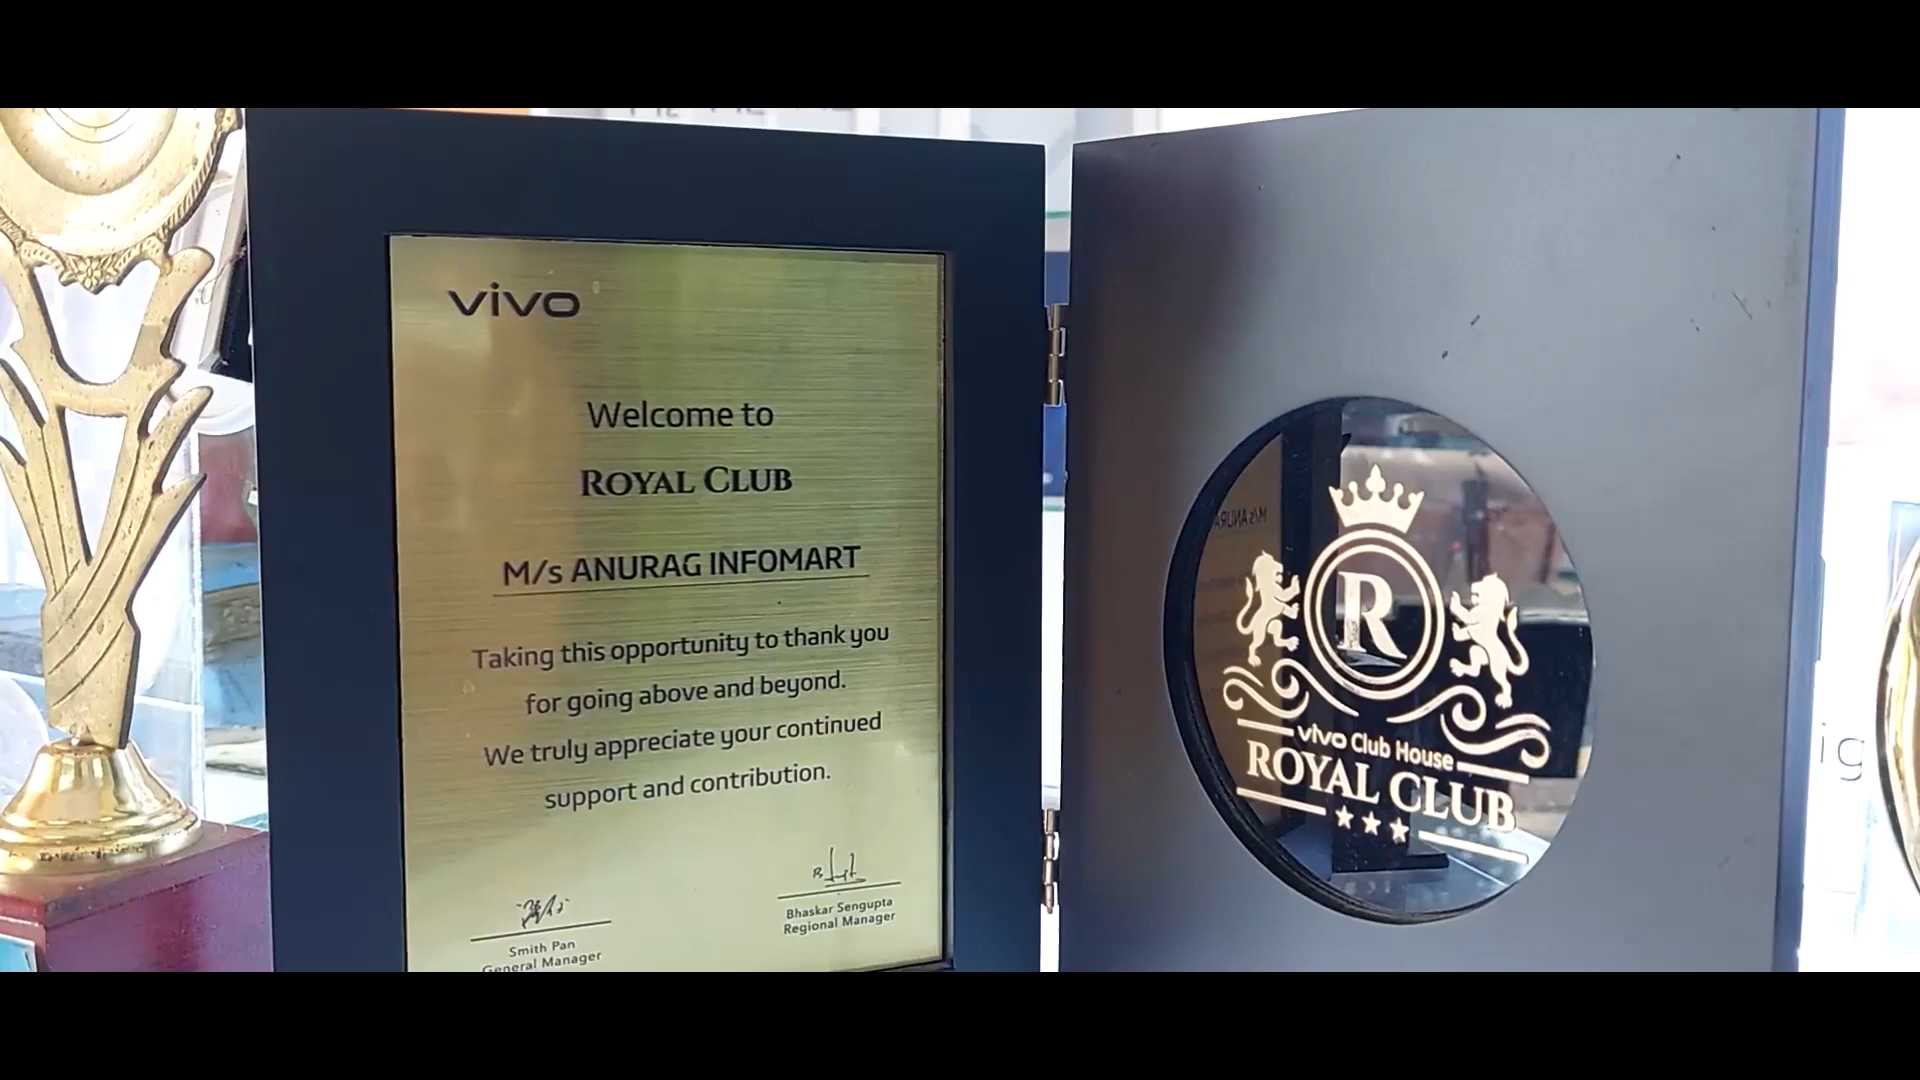 vivo
Welcome to
ROYAL CLUB
M/s ANURAG INFOMART
Taking this opportunity to thank you
for going above and beyond.
We truly appreciate your continued
support and contribution.
Smith Pan
General Manager
Bhaskar Sengupta
Regional Manager
R
vivo Club House
ROYAL CLUB